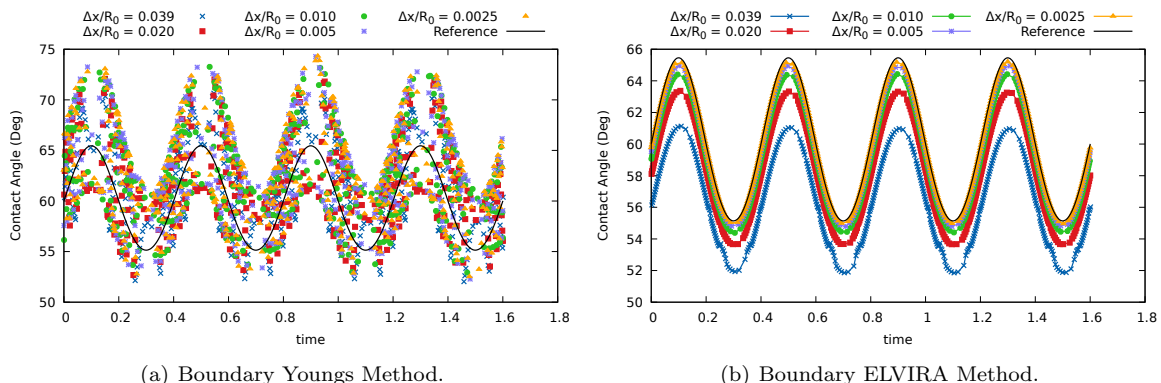 Δx/R0 = 0.039 Δx/R0 = 0.010 Δx/R0 = 0.0025
Δx/R0 = 0.020 Δx/R0 = 0.005 Reference
75
70
65
60
55
50
Contact Angle (Deg)
0 0.2 0.4 0.6 0.8 1 1.2 1.4 1.6 1.8
time
(a) Boundary Youngs Method.
Δx/R0 = 0.039 Δx/R0 = 0.010 Δx/R0 = 0.0025
Δx/R0 = 0.020 Δx/R0 = 0.005 Reference
66
64
62
60
58
56
54
52
50
Contact Angle (Deg)
0 0.2 0.4 0.6 0.8 1 1.2 1.4 1.6 1.8
time
(b) Boundary ELVIRA Method.